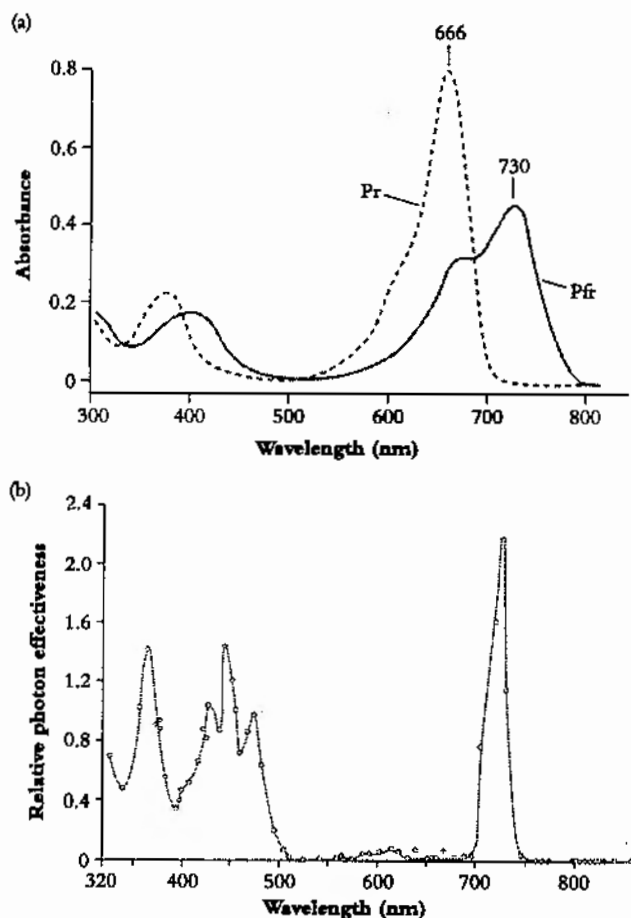 (a)
666
0.8
0.6
730
Pr
0.4
Absorbance
Pfr
0.2
0
300 400 500 600 700 800
Wavelength (nm)
(b)
2.4
2.0
1.6
1.2
Relative photon effectiveness
0.8
0.4
0
320 400 500 600 700 800
Wavelength (nm)